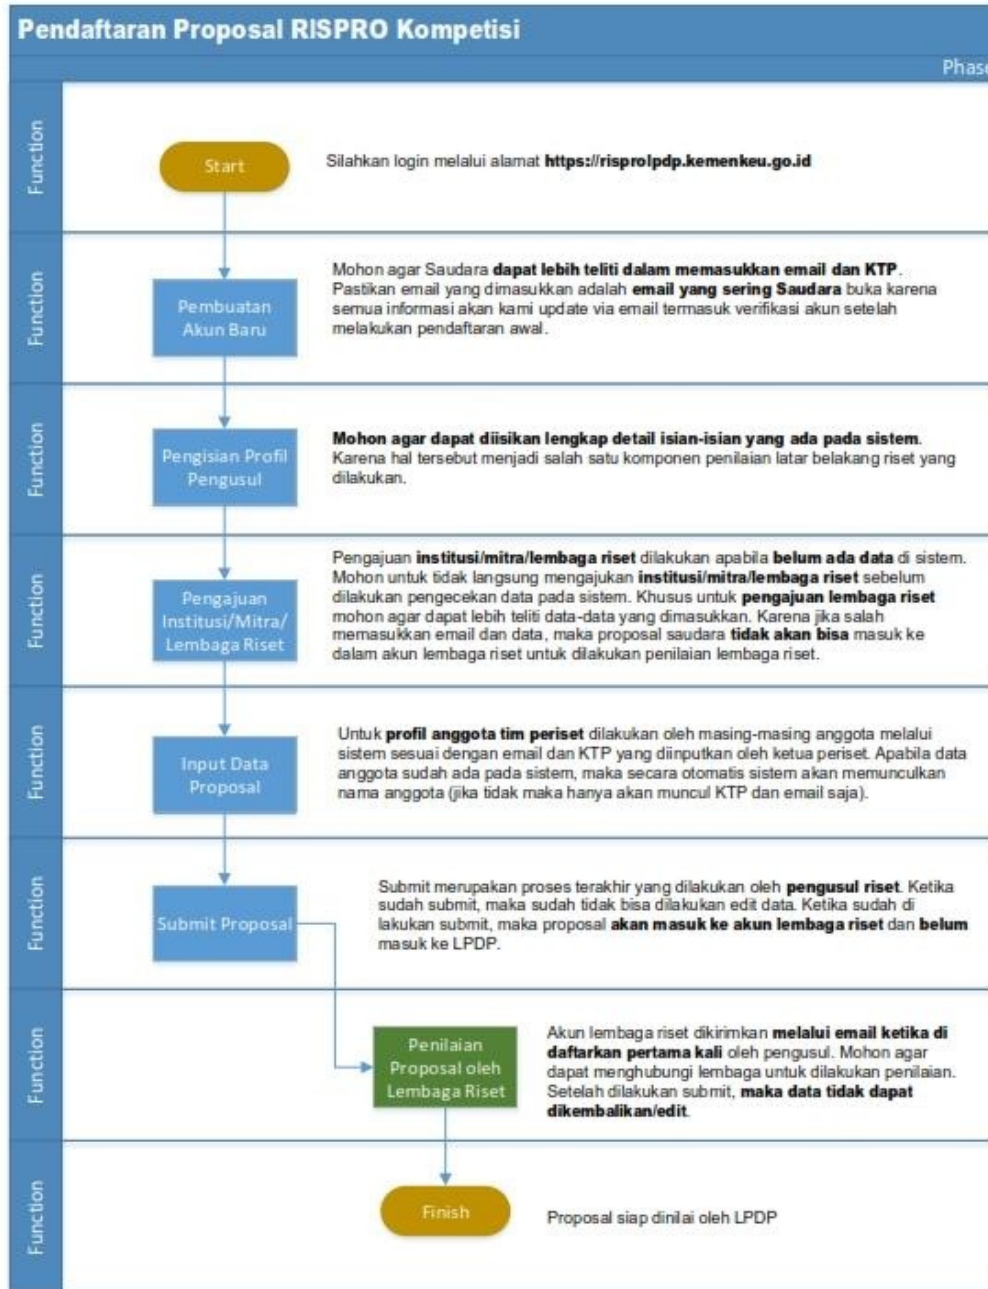 Pendaftaran Proposal RISPRO Kompetisi
Phase
Function
Start
Silahkan login melalui alamat https://risprolpdp.kemenkeu.go.id
Function
Pembuatan
Akun Baru
Mohon agar Saudara dapat lebih teliti dalam memasukkan email dan KTP.
Pastikan email yang dimasukkan adalah email yang sering Saudara buka karena
semua informasi akan kami update via email termasuk verifikasi akun setelah
melakukan pendaftaran awal.
Function
Pengisian Profil
Pengusul
Mohon agar dapat diisikan lengkap detail isian-isian yang ada pada sistem.
Karena hal tersebut menjadi salah satu komponen penilaian latar belakang riset yang
dilakukan.
Function
Pengajuan
Institusi/Mitra/
Lembaga Riset
Pengajuan institusi/mitra/lembaga riset dilakukan apabila belum ada data di sistem.
Mohon untuk tidak langsung mengajukan institusi/mitra/lembaga riset sebelum
dilakukan pengecekan data pada sistem. Khusus untuk pengajuan lembaga riset
mohon agar dapat lebih teliti data-data yang dimasukkan. Karena jika salah
memasukkan email dan data, maka proposal saudara tidak akan bisa masuk ke
dalam akun lembaga riset untuk dilakukan penilaian lembaga riset.
Function
Input Data
Proposal
Untuk profil anggota tim periset dilakukan oleh masing-masing anggota melalui
sistem sesuai dengan email dan KTP yang diinputkan oleh ketua periset. Apabila data
anggota sudah ada pada sistem, maka secara otomatis sistem akan memunculkan
nama anggota (jika tidak maka hanya akan muncul KTP dan email saja).
Function
Submit Proposal
Submit merupakan proses terakhir yang dilakukan oleh pengusul riset. Ketika
sudah submit, maka sudah tidak bisa dilakukan edit data. Ketika sudah di
lakukan submit, maka proposal akan masuk ke akun lembaga riset dan belum
masuk ke LPDP.
Function
Penilaian
Proposal oleh
Lembaga Riset
Akun lembaga riset dikirimkan melalui email ketika di
daftarkan pertama kali oleh pengusul. Mohon agar
dapat menghubungi lembaga untuk dilakukan penilaian.
Setelah dilakukan submit, maka data tidak dapat
dikembalikan/edit.
Function
Finish
Proposal siap dinilai oleh LPDP